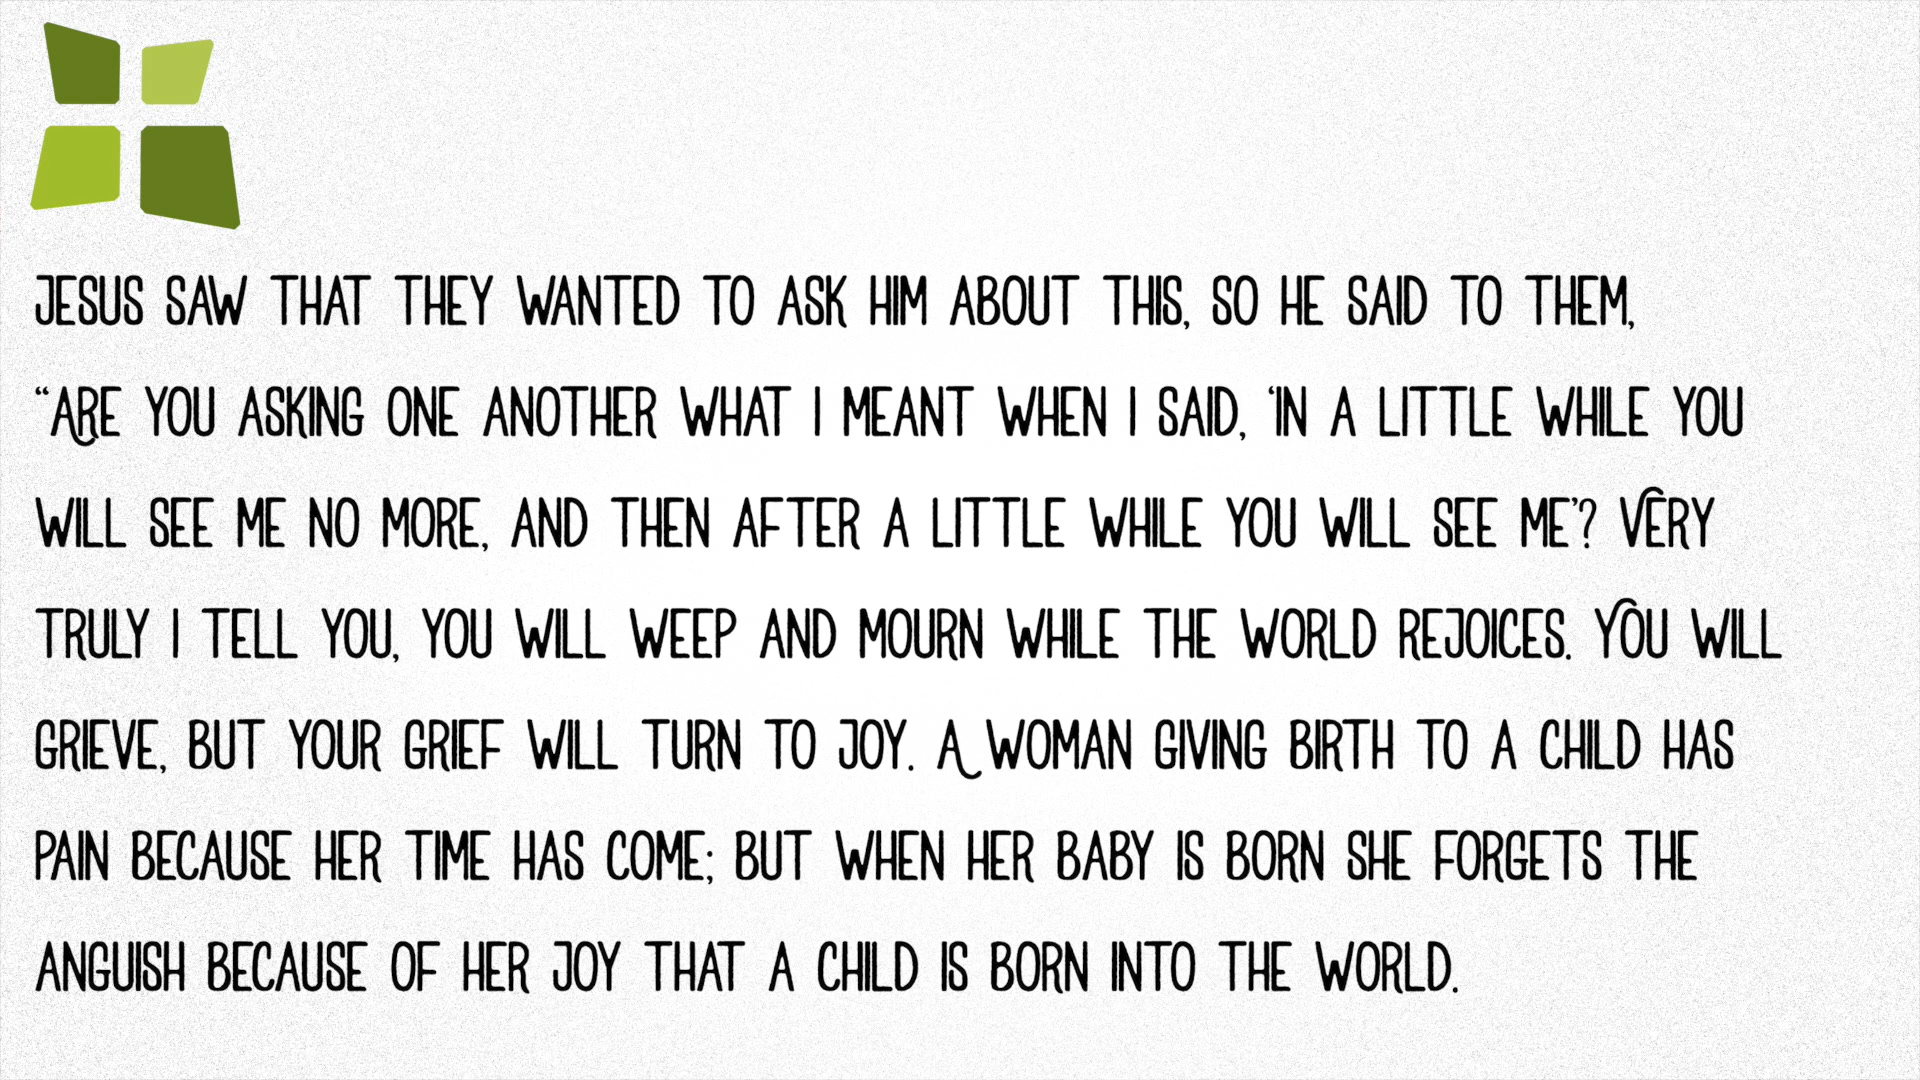 JESUS SAW THAT THEY WANTED TO ASK HIM ABOUT THIS, SO HE SAID TO THEM,
“ARE YOU ASKING ONE ANOTHER WHAT I MEANT WHEN I SAID, ‘IN A LITTLE WHILE YOU
WILL SEE ME NO MORE, AND THEN AFTER A LITTLE WHILE YOU WILL SEE ME’? VERY
TRULY I TELL YOU, YOU WILL WEEP AND MOURN WHILE THE WORLD REJOICES. YOU WILL
GRIEVE, BUT YOUR GRIEF WILL TURN TO JOY. A WOMAN GIVING BIRTH TO A CHILD HAS
PAIN BECAUSE HER TIME HAS COME; BUT WHEN HER BABY IS BORN SHE FORGETS THE
ANGUISH BECAUSE OF HER JOY THAT A CHILD IS BORN INTO THE WORLD.